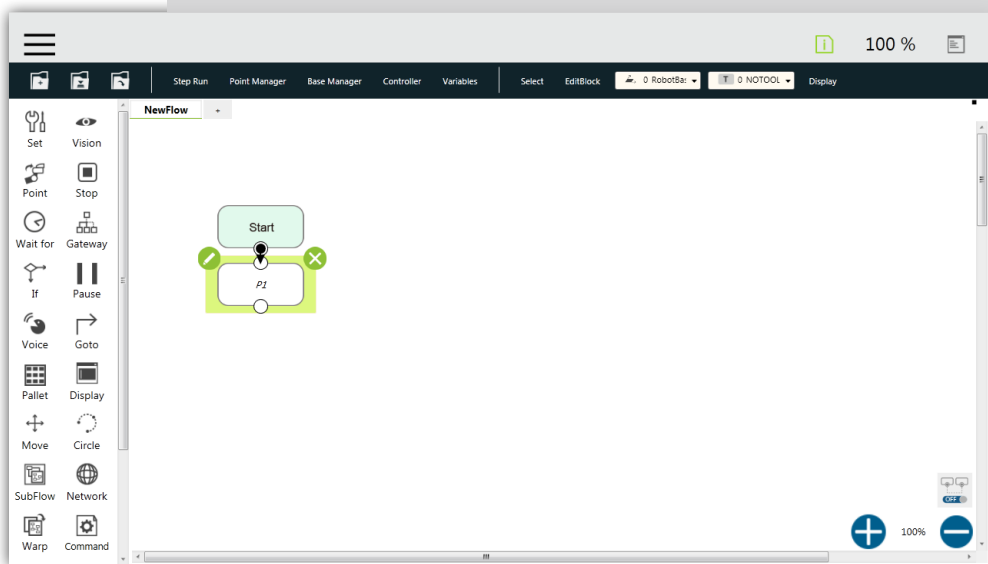 i 100 %
Step Run Point Manager Base Manager Controller Variables Select EditBlock 0 RobotBa: T 0 NOTOOL Display
NewFlow +
Set Vision
Point Stop
Wait for Gateway
If Pause
Voice Goto
Pallet Display
Move Circle
SubFlow Network
Warp Command
Start
P1
OFF
100%